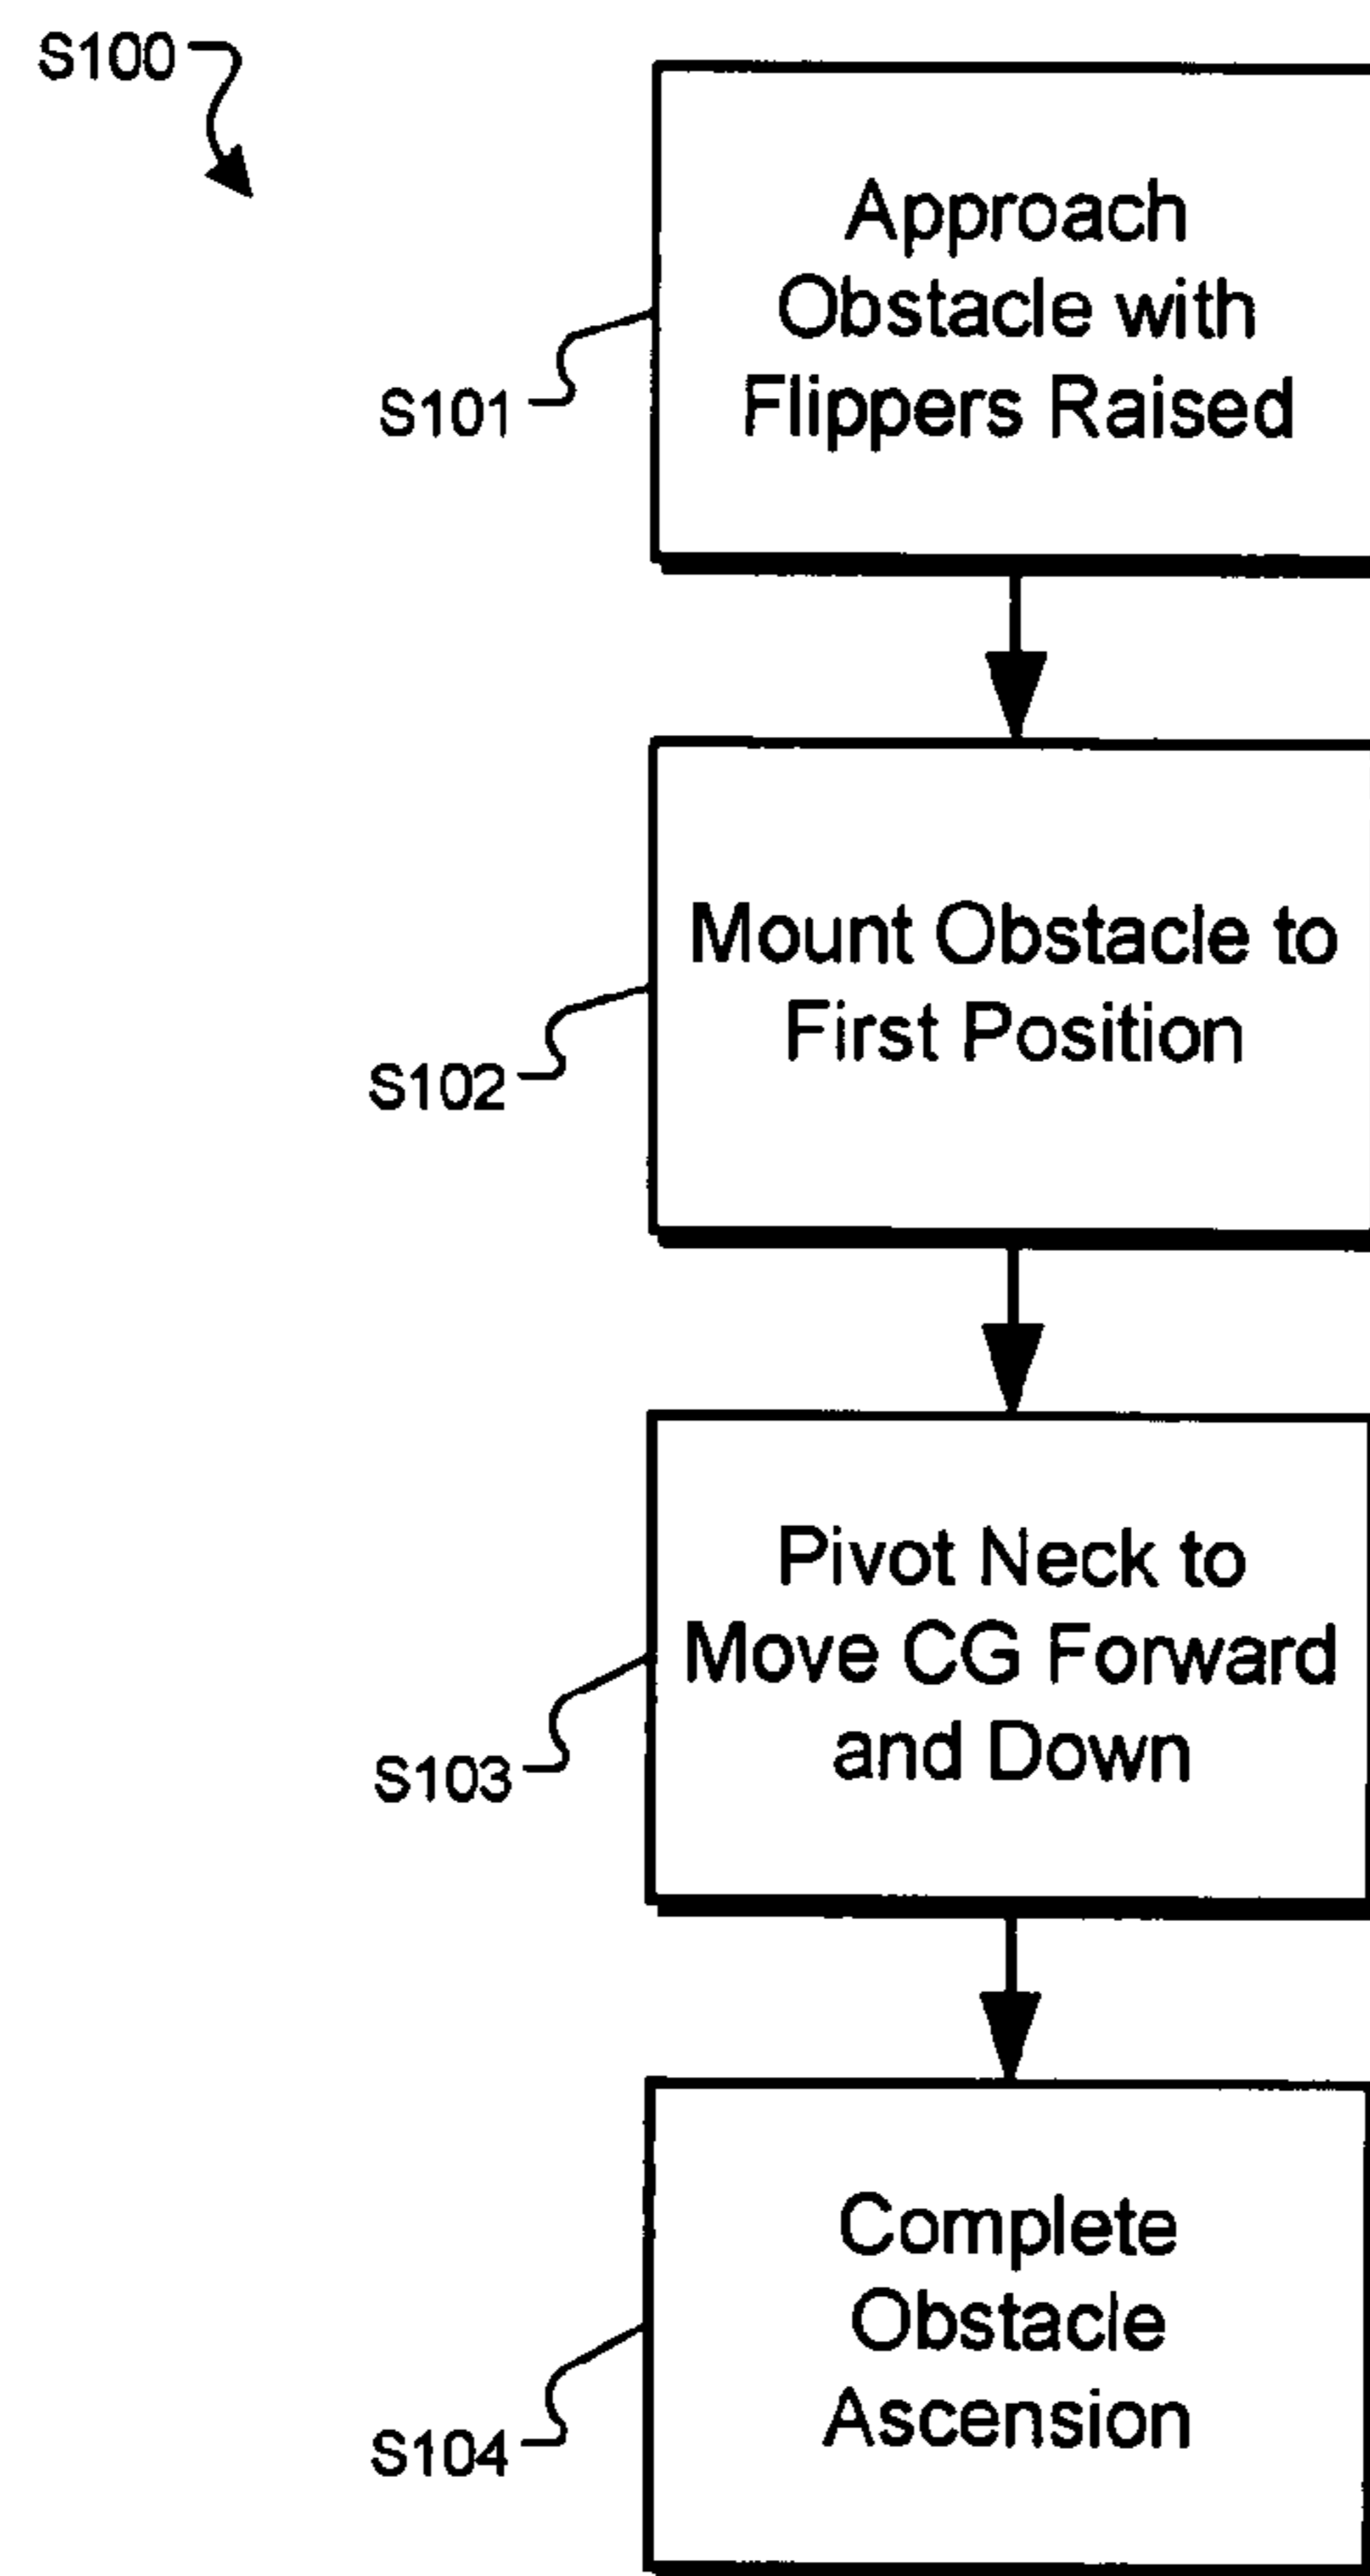 S100
Approach
Obstacle with
Flippers Raised
S101
Mount Obstacle to
First Position
S102
Pivot Neck to
Move CG Forward
and Down
S103
Complete
Obstacle
Ascension
S104